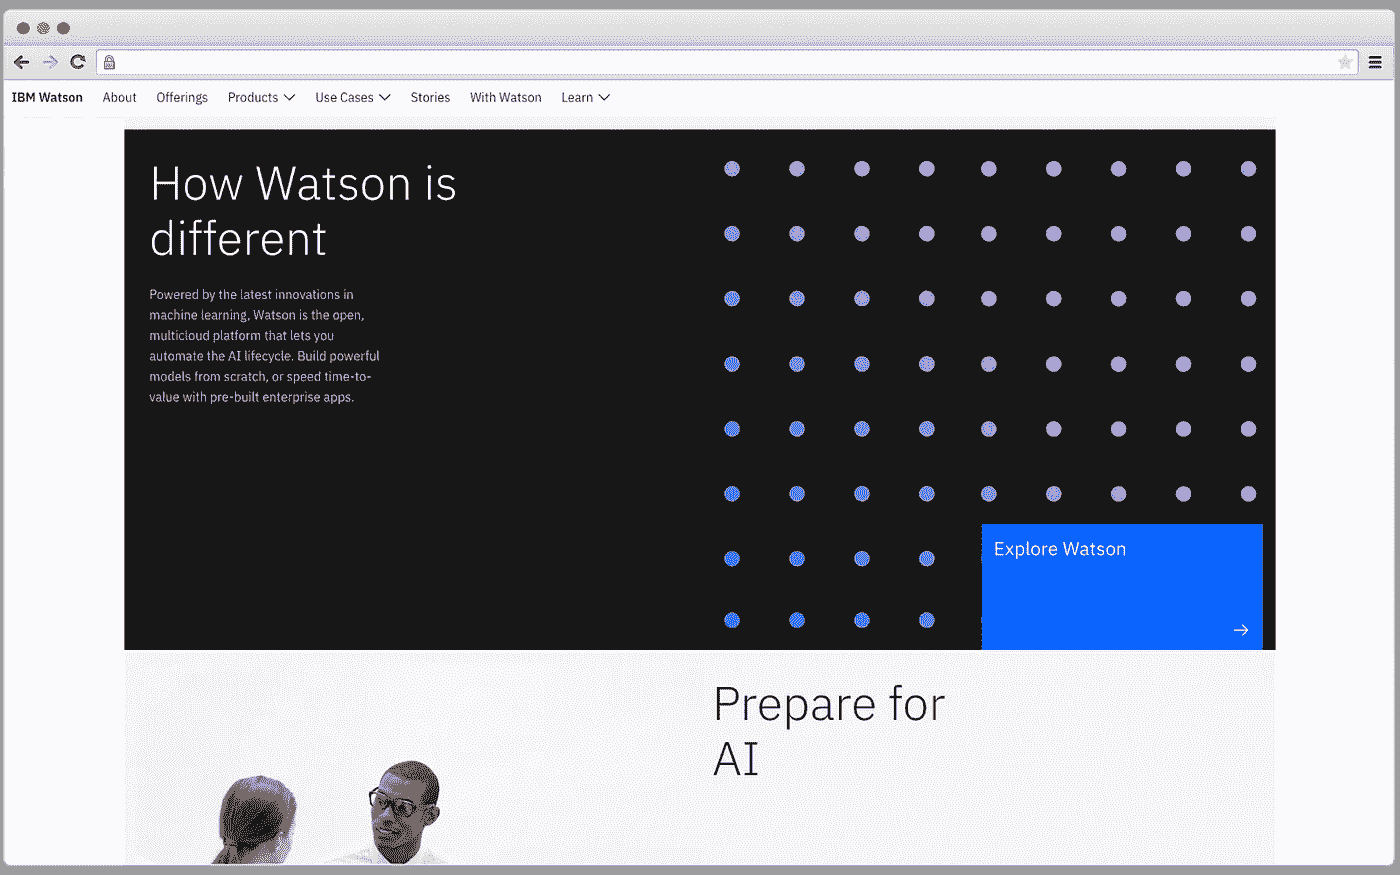 IBM Watson About Offerings Products Use Cases Stories With Watson Learn
How Watson is
different
Powered by the latest innovations in
machine learning, Watson is the open,
multicloud platform that lets you
automate the AI lifecycle. Build powerful
models from scratch, or speed time-to-
value with pre-built enterprise apps.
Explore Watson
Prepare for
AI